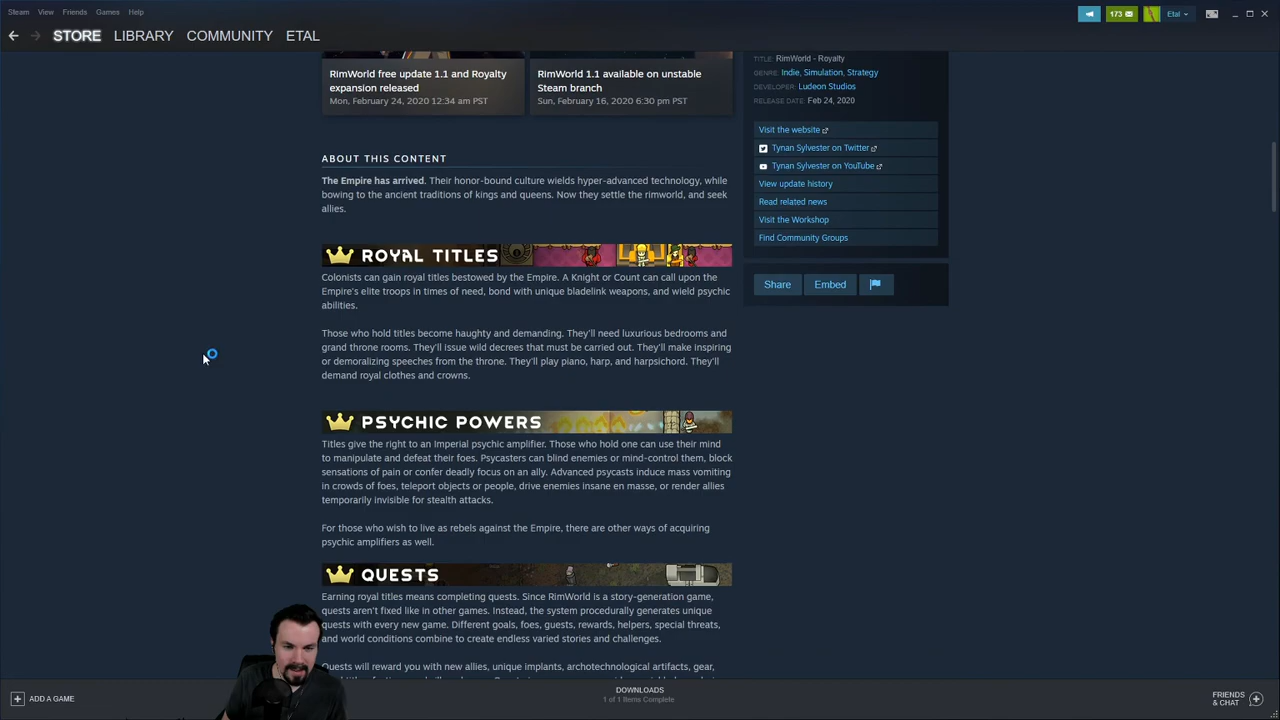 Steam View Friends Games Help
173
Etal
STORE LIBRARY COMMUNITY ETAL
RimWorld free update 1.1 and Royalty
expansion released
Mon, February 24, 2020 12:34 am PST
RimWorld 1.1 available on unstable
Steam branch
Sun, February 16, 2020 6:30 pm PST
TITLE: RimWorld - Royalty
GENRE: Indie, Simulation, Strategy
DEVELOPER: Ludeon Studios
RELEASE DATE: Feb 24, 2020
Visit the website
Tynan Sylvester on Twitter
Tynan Sylvester on YouTube
View update history
Read related news
Visit the Workshop
Find Community Groups
Share Embed
ABOUT THIS CONTENT
The Empire has arrived. Their honor-bound culture wields hyper-advanced technology, while
bowing to the ancient traditions of kings and queens. Now they settle the rimworld, and seek
allies.
ROYAL TITLES
Colonists can gain royal titles bestowed by the Empire. A Knight or Count can call upon the
Empire's elite troops in times of need, bond with unique bladelink weapons, and wield psychic
abilities.
Those who hold titles become haughty and demanding. They'll need luxurious bedrooms and
grand throne rooms. They'll issue wild decrees that must be carried out. They'll make inspiring
or demoralizing speeches from the throne. They'll play piano, harp, and harpsichord. They'll
demand royal clothes and crowns.
PSYCHIC POWERS
Titles give the right to an Imperial psychic amplifier. Those who hold one can use their mind
to manipulate and defeat their foes. Psycasters can blind enemies or mind-control them, block
sensations of pain or confer deadly focus on an ally. Advanced psycasts induce mass vomiting
in crowds of foes, teleport objects or people, drive enemies insane en masse, or render allies
temporarily invisible for stealth attacks.
For those who wish to live as rebels against the Empire, there are other ways of acquiring
psychic amplifiers as well.
QUESTS
Earning royal titles means completing quests. Since RimWorld is a story-generation game,
quests aren't fixed like in other games. Instead, the system procedurally generates unique
quests with every new game. Different goals, foes, guests, rewards, helpers, special threats,
and world conditions combine to create endless varied stories and challenges.
Quests will reward you with new allies, unique implants, archotechnological artifacts, gear,
ADD A GAME
DOWNLOADS
1 of 1 Items Complete
FRIENDS
& CHAT